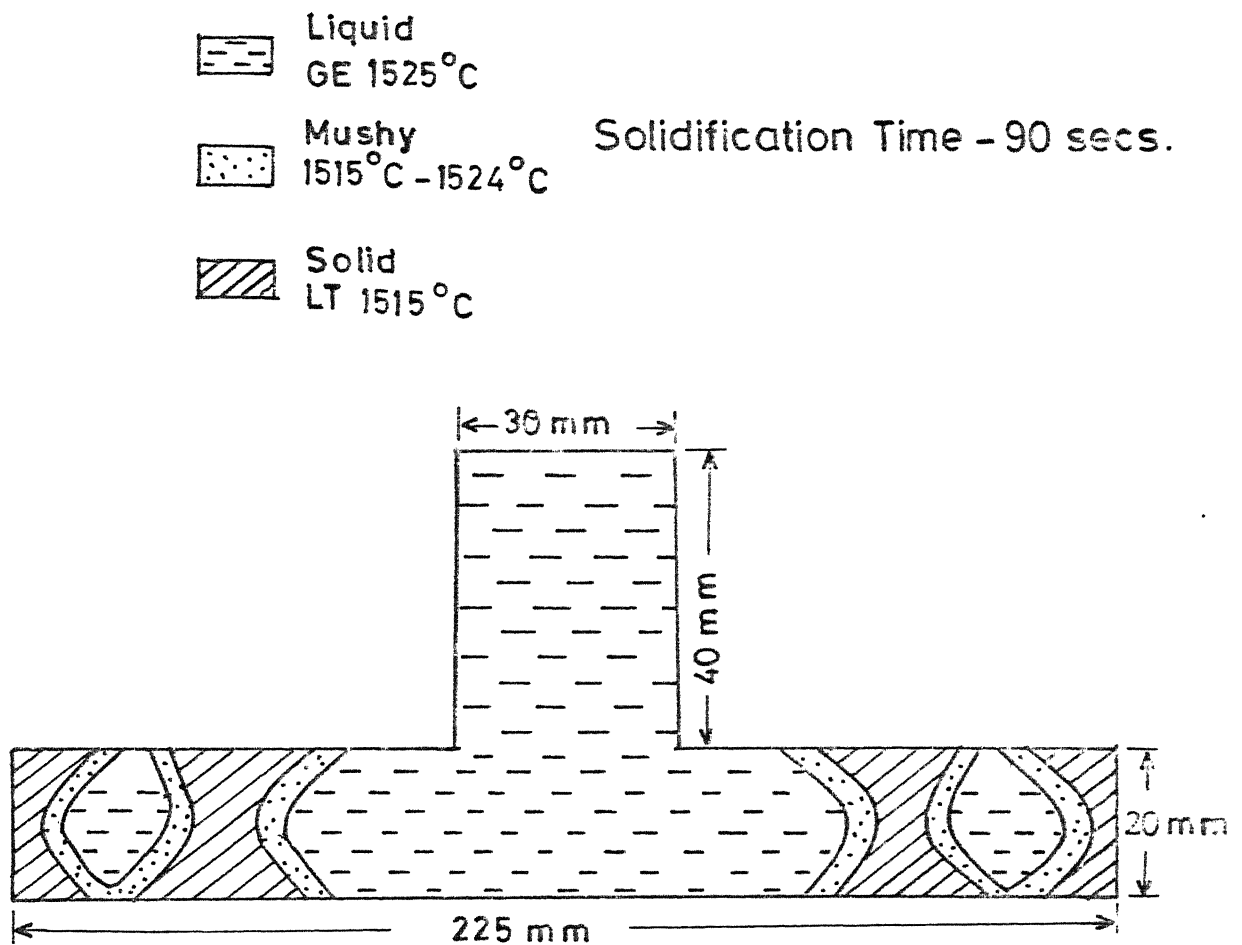 Liquid
GE 1525°C
Mushy
1515°C - 1524°C
Solidification Time - 90 secs.
Solid
LT 1515°C
mm
40 mm
20 mm
225 mm